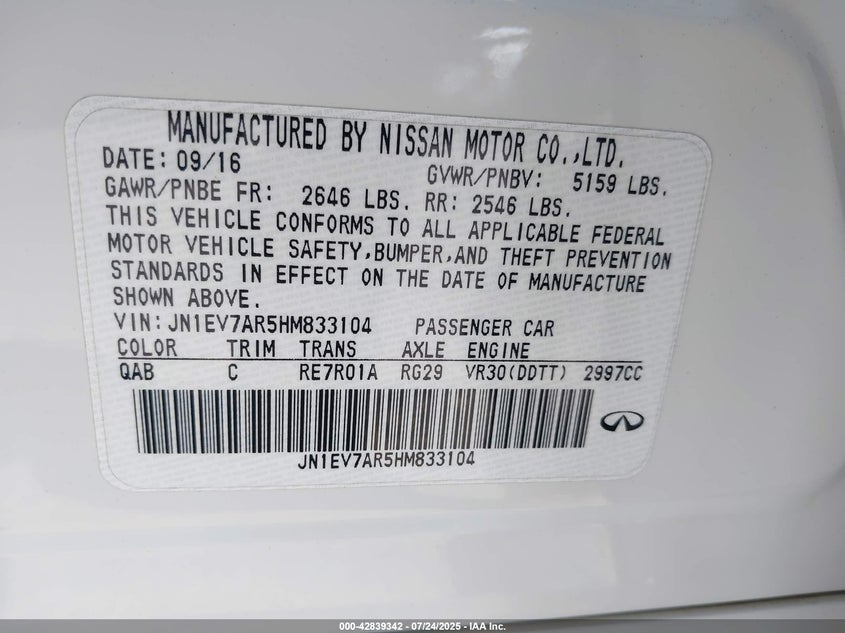 MANUFACTURED BY NISSAN MOTOR CO.,LTD.
DATE: 09/16 GVWR/PNBV: 5159 LBS.
GAWR/PNBE FR: 2646 LBS. RR: 2546 LBS.
THIS VEHICLE CONFORMS TO ALL APPLICABLE FEDERAL
MOTOR VEHICLE SAFETY,BUMPER,AND THEFT PREVENTION
STANDARDS IN EFFECT ON THE DATE OF MANUFACTURE
SHOWN ABOVE.
VIN: JN1EV7AR5HM833104 PASSENGER CAR
COLOR TRIM TRANS AXLE ENGINE
QAB C RE7R01A RG29 VR30(DDTT) 2997CC
JN1EV7AR5HM833104
000-42839342 - 07/24/2025 - IAA Inc.